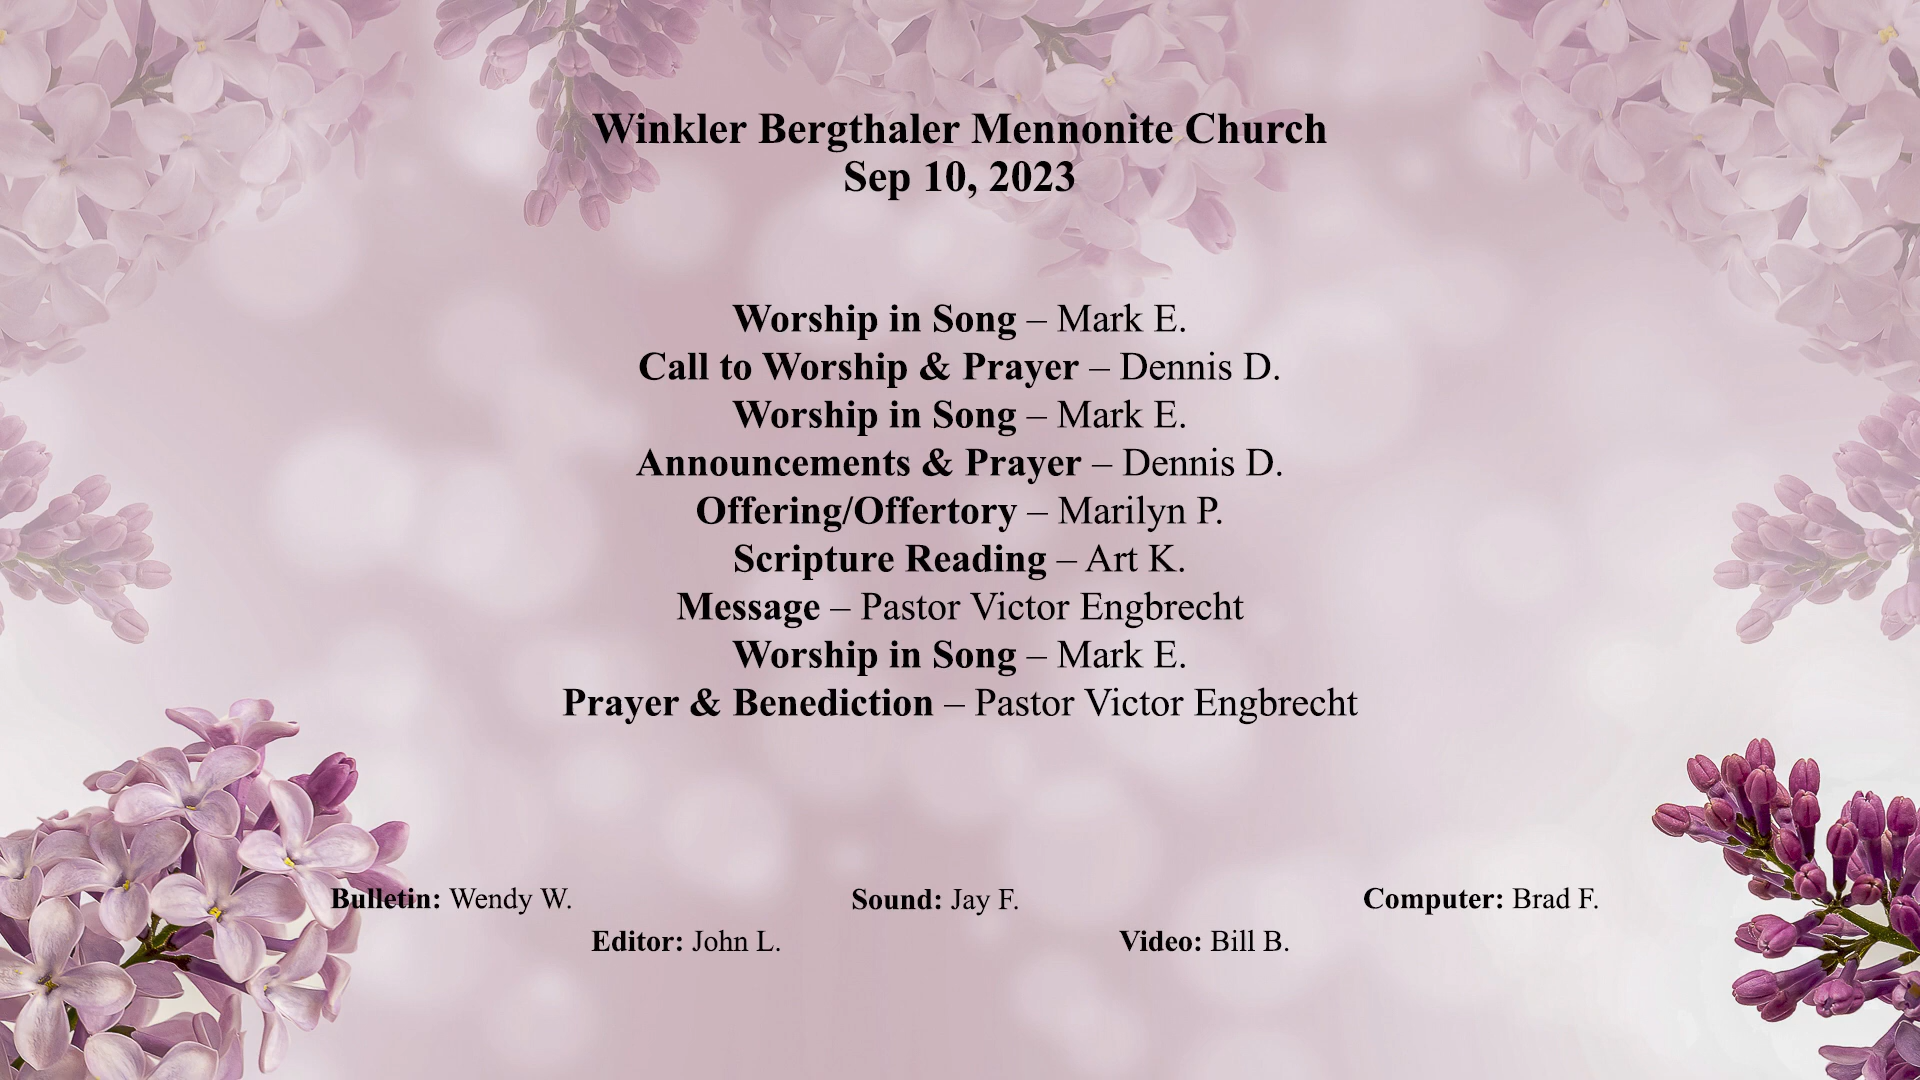 Winkler Bergthaler Mennonite Church
Sep 10, 2023
Worship in Song – Mark E.
Call to Worship & Prayer – Dennis D.
Worship in Song – Mark E.
Announcements & Prayer – Dennis D.
Offering/Offertory – Marilyn P.
Scripture Reading – Art K.
Message – Pastor Victor Engbrecht
Worship in Song – Mark E.
Prayer & Benediction – Pastor Victor Engbrecht
Bulletin: Wendy W. Sound: Jay F. Computer: Brad F.
Editor: John L. Video: Bill B.